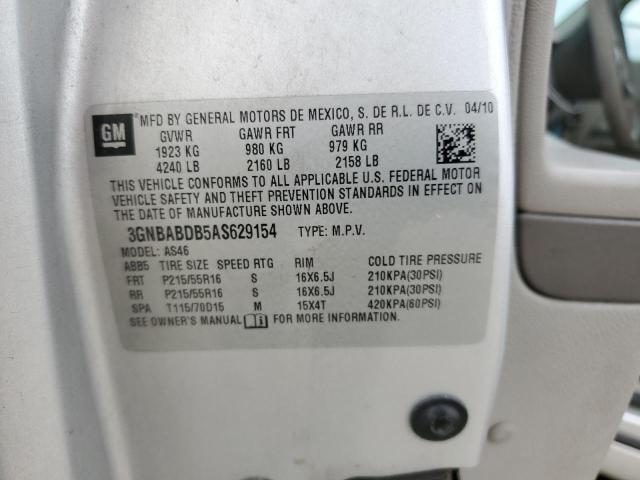 GM MFD BY GENERAL MOTORS DE MEXICO, S. DE R.L. DE C.V. 04/10
GVWR GAWR FRT GAWR RR
1923 KG 980 KG 979 KG
4240 LB 2160 LB 2158 LB
THIS VEHICLE CONFORMS TO ALL APPLICABLE U.S. FEDERAL MOTOR
VEHICLE SAFETY AND THEFT PREVENTION STANDARDS IN EFFECT ON
THE DATE OF MANUFACTURE SHOWN ABOVE.
3GNBABDB5AS629154 TYPE: M.P.V.
MODEL: AS46
ABB5 TIRE SIZE SPEED RTG RIM COLD TIRE PRESSURE
FRT P215/55R16 S 16X6.5J 210KPA(30PSI)
RR P215/55R16 S 16X6.5J 210KPA(30PSI)
SPA T115/70D15 M 15X4T 420KPA(60PSI)
SEE OWNER'S MANUAL FOR MORE INFORMATION.